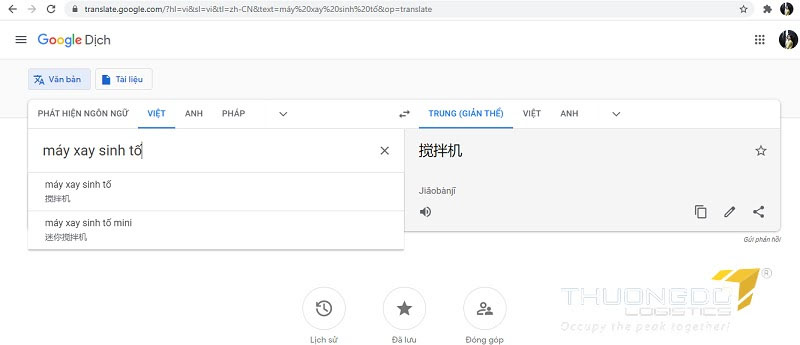 translate.google.com/?hl=vi&sl=vi&tl=zh-CN&text=máy%20xay%20sinh%20tố&op=translate
Google Dịch
Văn bản
Tài liệu
PHÁT HIỆN NGÔN NGỮ VIỆT ANH PHÁP
TRUNG (GIẢN THỂ) VIỆT ANH
máy xay sinh tố
搅拌机
Jiǎobànjī
máy xay sinh tố
搅拌机
máy xay sinh tố mini
迷你搅拌机
Gửi phản hồi
THUONGDO
LOGISTICS
Occupy the peak together!
®
Lịch sử
Đã lưu
Đóng góp